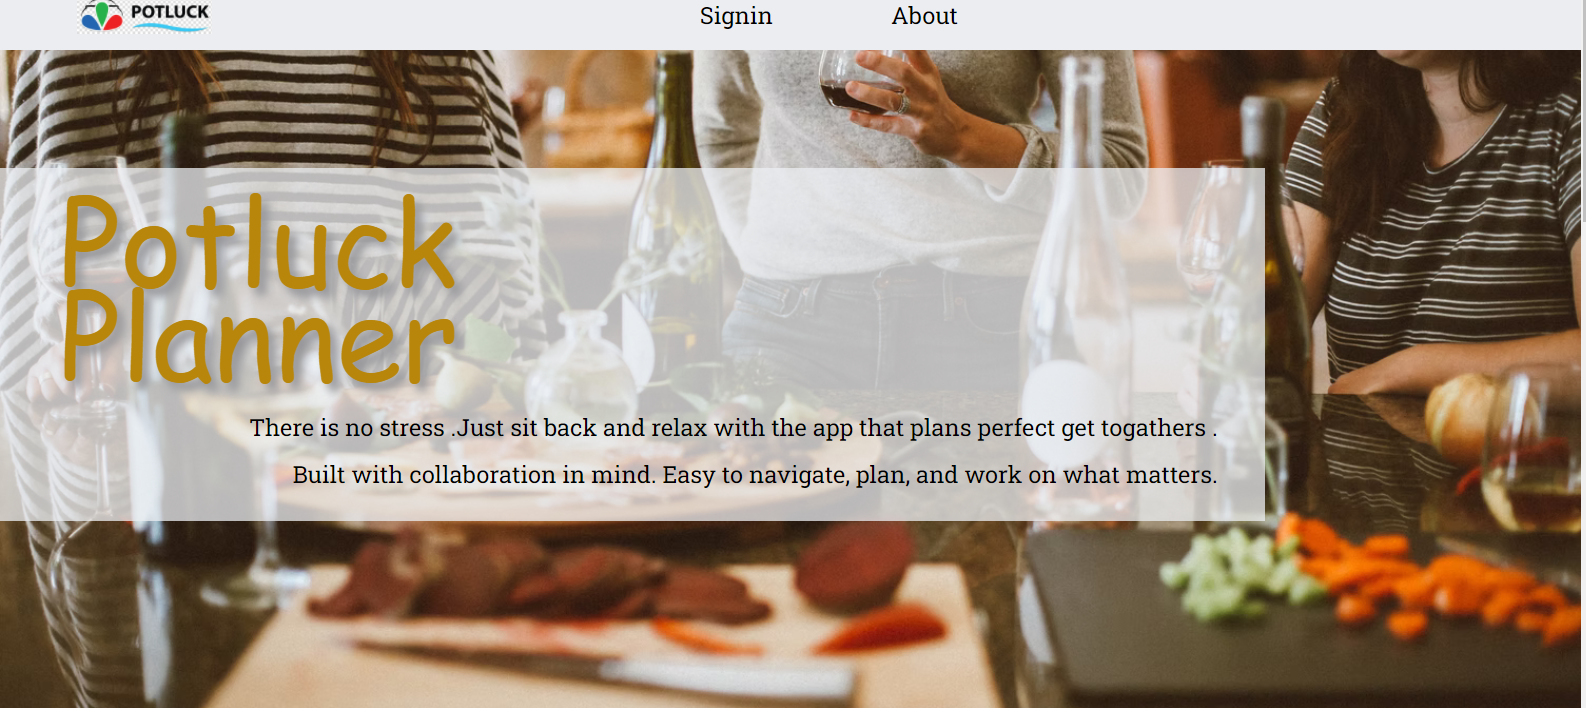 POTLUCK
Signin
About
Potluck
Planner
There is no stress .Just sit back and relax with the app that plans perfect get togathers .
Built with collaboration in mind. Easy to navigate, plan, and work on what matters.